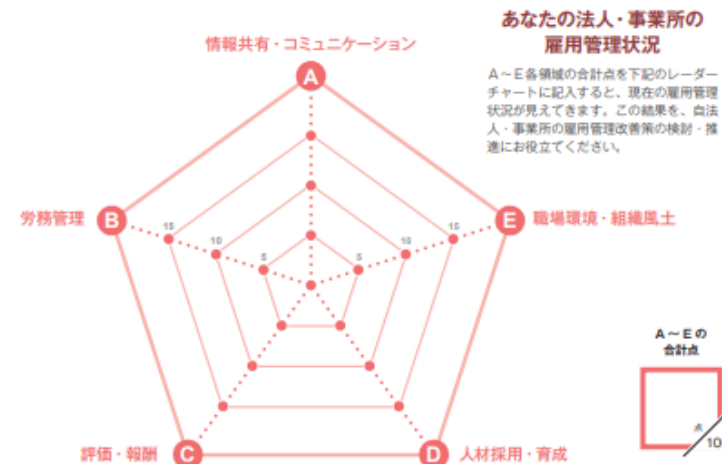 あなたの法人・事業所の
雇用管理状況
A～E各領域の合計点を下記のレーダー
チャートに記入すると、現在の雇用管理
状況が見えてきます。この結果を、自法
人・事業所の雇用管理改善策の検討・推
進にお役立てください。
情報共有・コミュニケーション
A
労務管理
B
15
10
5
5
10
15
E
職場環境・組織風土
A～Eの
合計点
点
10
評価・報酬
C
D
人材採用・育成